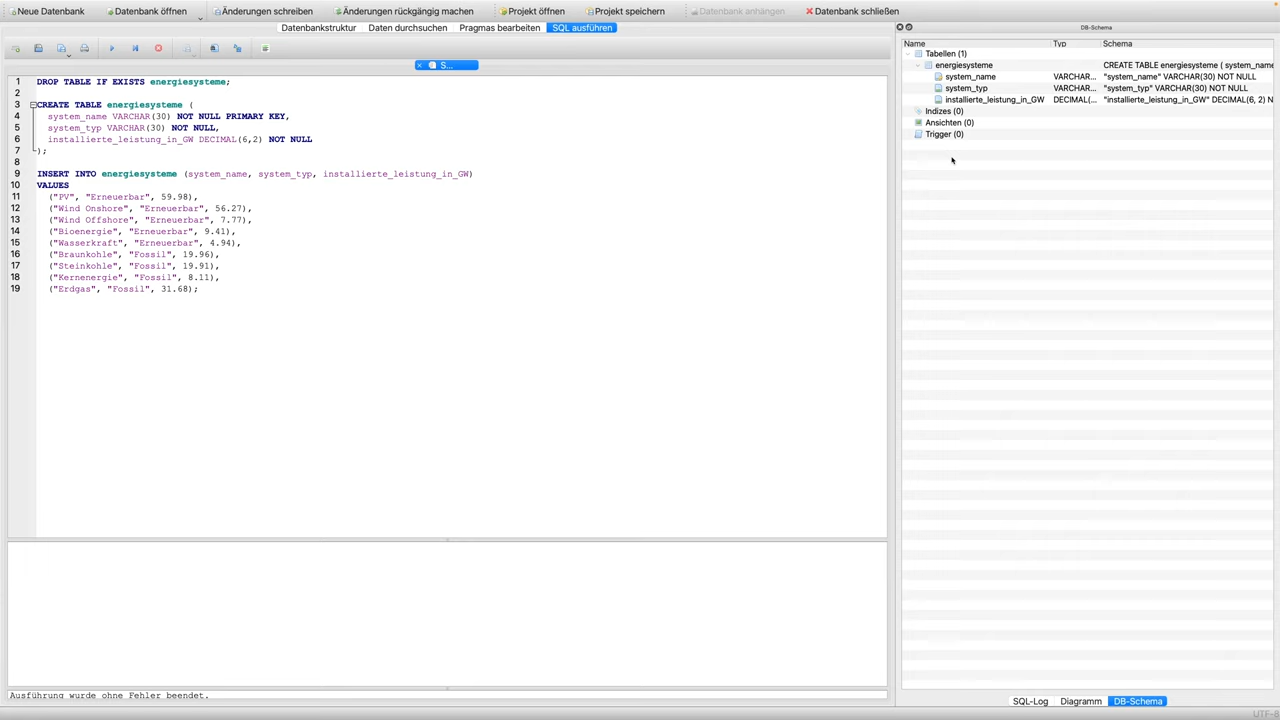 Neue Datenbank Datenbank öffnen Änderungen schreiben Änderungen rückgängig machen Projekt öffnen Projekt speichern Datenbank anhängen Datenbank schließen
Datenbankstruktur Daten durchsuchen Pragmas bearbeiten SQL ausführen
S...
1 DROP TABLE IF EXISTS energiesysteme;
2
3 CREATE TABLE energiesysteme (
4 system_name VARCHAR(30) NOT NULL PRIMARY KEY,
5 system_typ VARCHAR(30) NOT NULL,
6 installierte_leistung_in_GW DECIMAL(6,2) NOT NULL
7 );
8
9 INSERT INTO energiesysteme (system_name, system_typ, installierte_leistung_in_GW)
10 VALUES
11 ("PV", "Erneuerbar", 59.98),
12 ("Wind Onshore", "Erneuerbar", 56.27),
13 ("Wind Offshore", "Erneuerbar", 7.77),
14 ("Bioenergie", "Erneuerbar", 9.41),
15 ("Wasserkraft", "Erneuerbar", 4.94),
16 ("Braunkohle", "Fossil", 19.96),
17 ("Steinkohle", "Fossil", 19.91),
18 ("Kernenergie", "Fossil", 8.11),
19 ("Erdgas", "Fossil", 31.68);
Ausführung wurde ohne Fehler beendet.
DB-Schema
Name Typ Schema
Tabellen (1)
energiesysteme CREATE TABLE energiesysteme ( system_name
system_name VARCHAR... "system_name" VARCHAR(30) NOT NULL
system_typ VARCHAR... "system_typ" VARCHAR(30) NOT NULL
installierte_leistung_in_GW DECIMAL(... "installierte_leistung_in_GW" DECIMAL(6, 2) N
Indizes (0)
Ansichten (0)
Trigger (0)
SQL-Log Diagramm DB-Schema
UTF-8